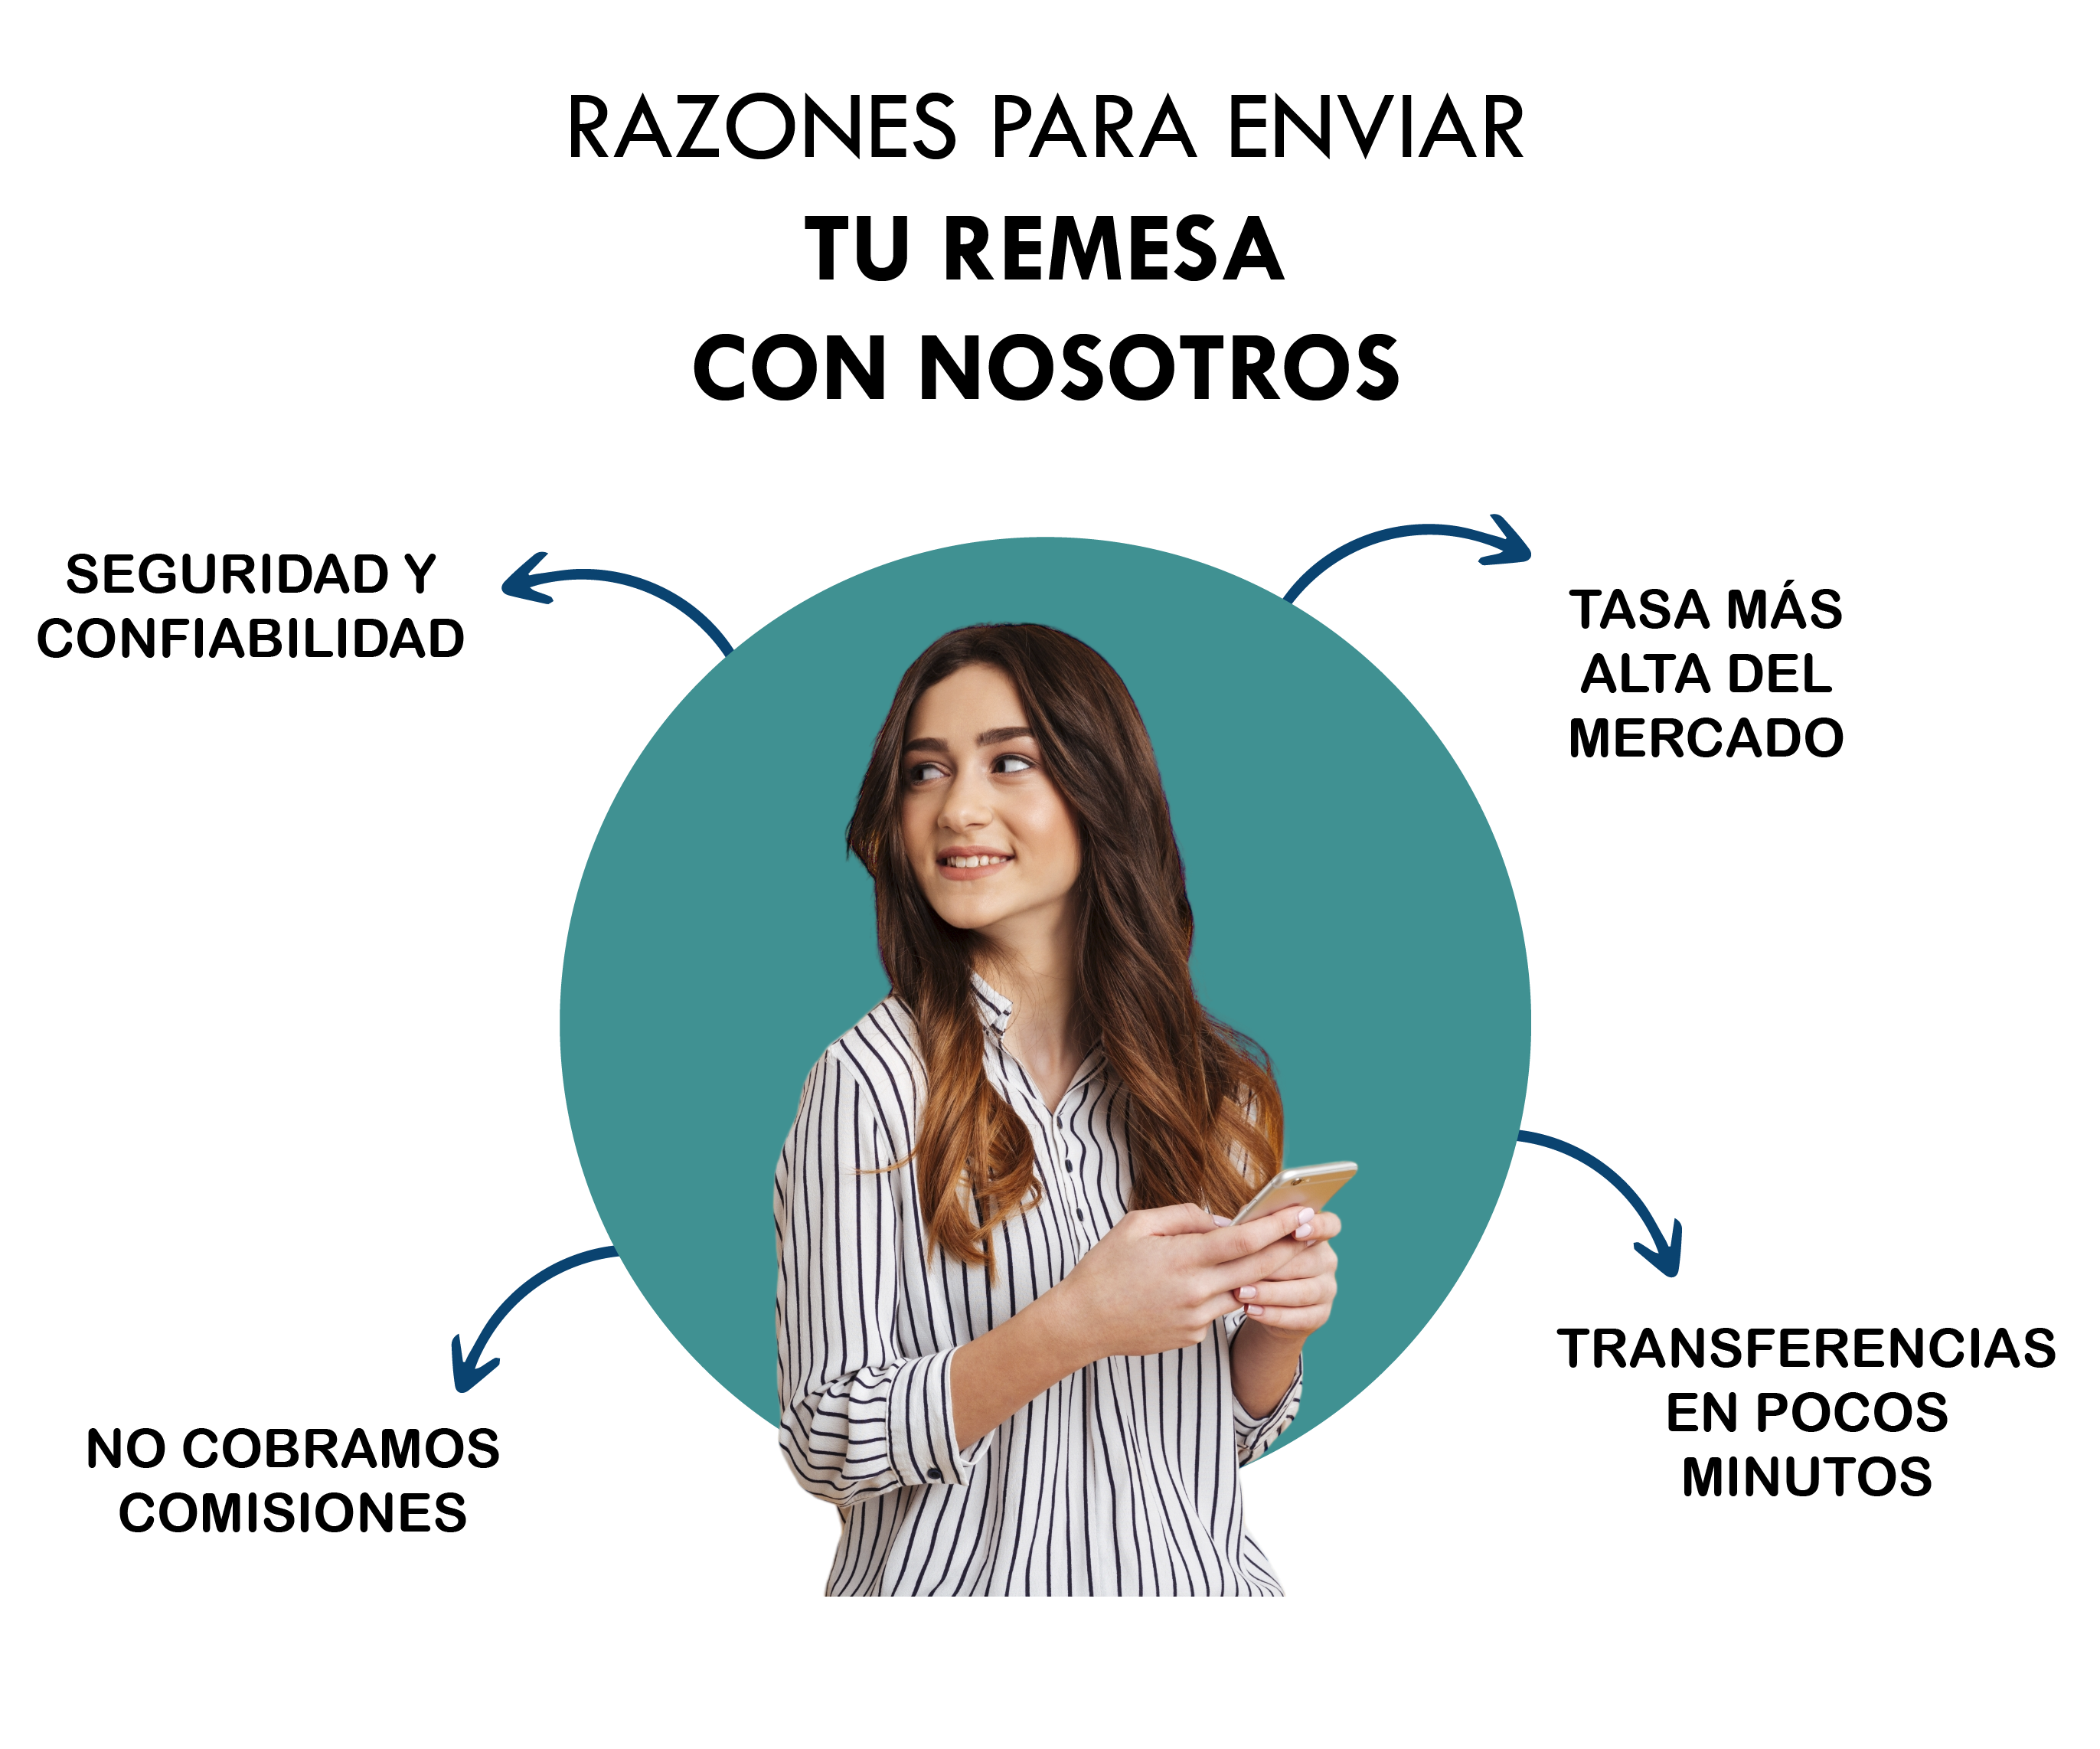 RAZONES PARA ENVIAR
TU REMESA
CON NOSOTROS
SEGURIDAD Y
CONFIABILIDAD
TASA MÁS
ALTA DEL
MERCADO
NO COBRAMOS
COMISIONES
TRANSFERENCIAS
EN POCOS
MINUTOS